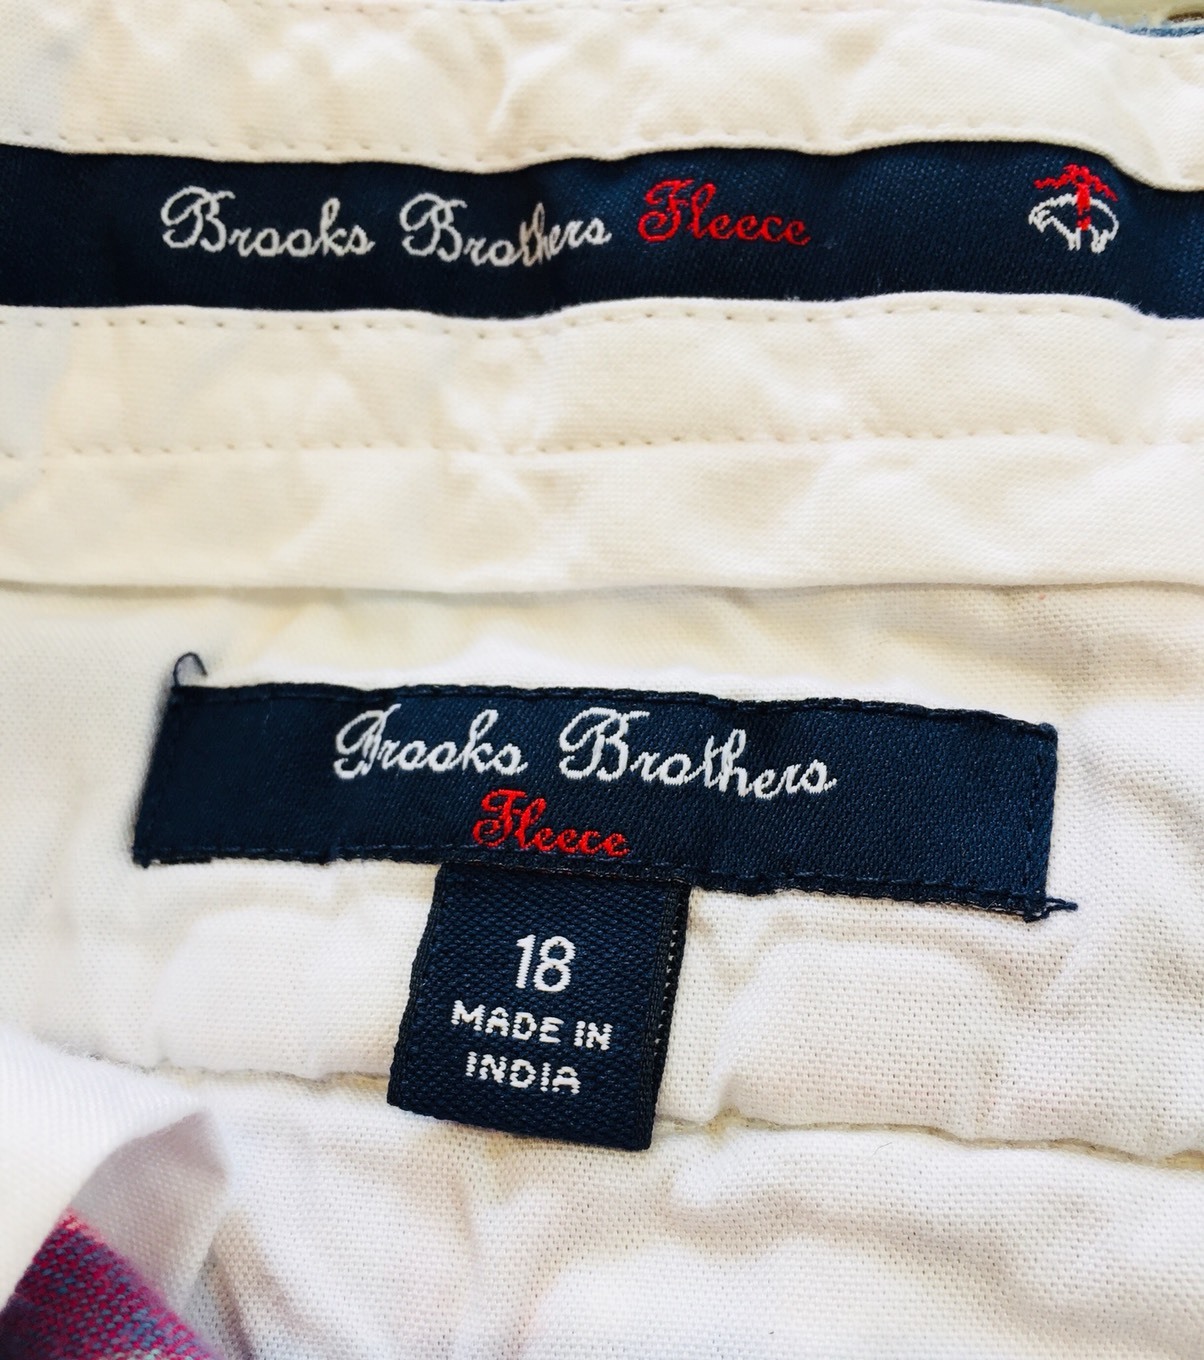 Brooks Brothers Fleece
Brooks Brothers
Fleece
18
MADE IN
INDIA